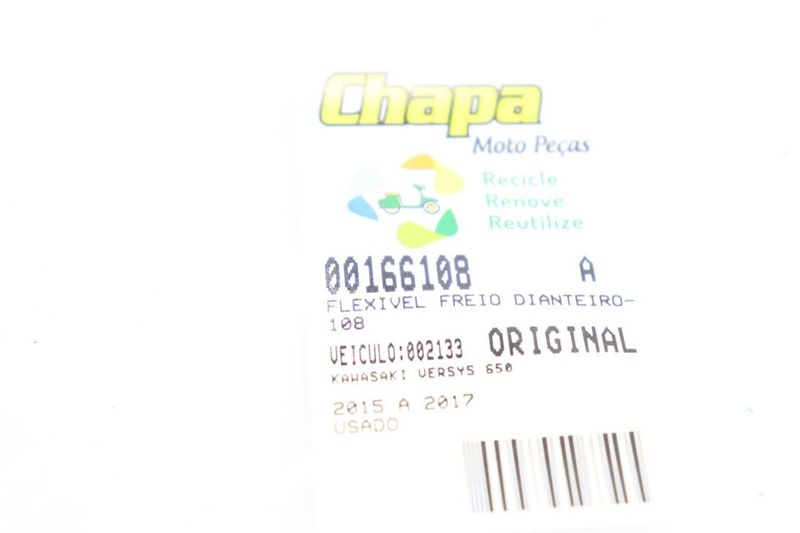 Chapa
Moto Peças
Recicle
Renove
Reutilize
00166108 A
FLEXIVEL FREIO DIANTEIRO-
108
VEICULO:002133 ORIGINAL
KAWASAKI VERSYS 650
2015 A 2017
USADO